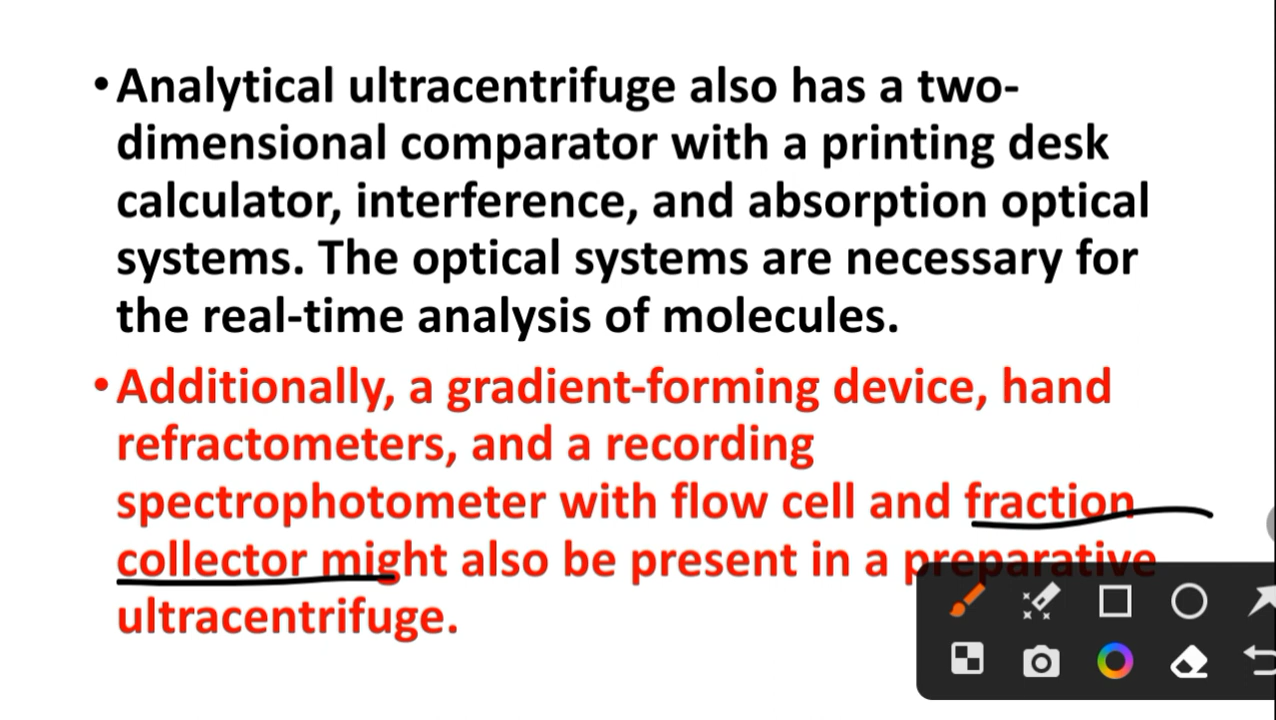 •Analytical ultracentrifuge also has a two-
dimensional comparator with a printing desk
calculator, interference, and absorption optical
systems. The optical systems are necessary for
the real-time analysis of molecules.
•Additionally, a gradient-forming device, hand
refractometers, and a recording
spectrophotometer with flow cell and fraction
collector might also be present in a preparative
ultracentrifuge.